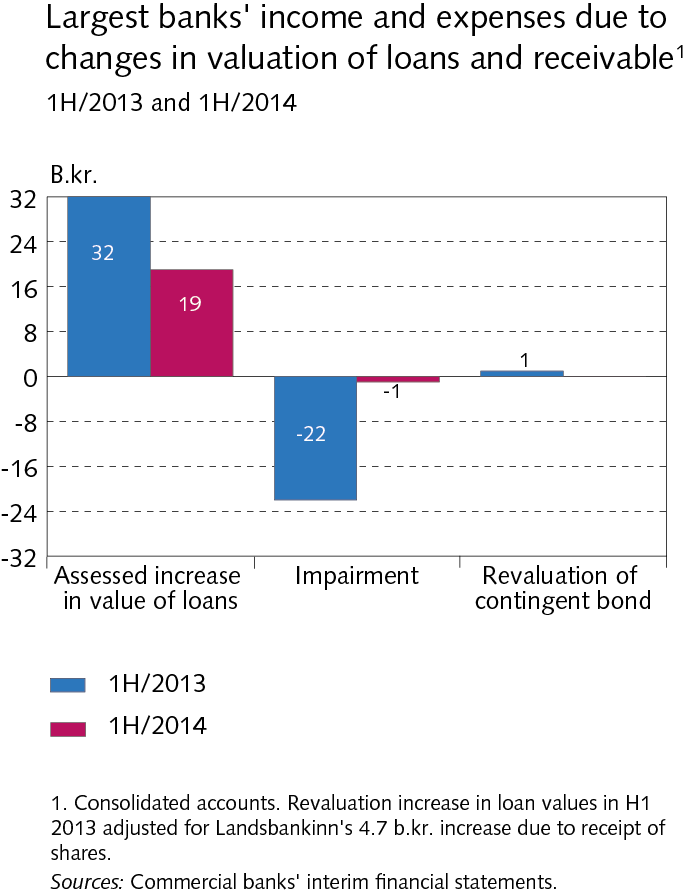 Largest banks' income and expenses due to
changes in valuation of loans and receivable¹
1H/2013 and 1H/2014
B.kr.
32
24
16
8
0
-8
-16
-24
-32
32
19
-22
-1
1
Assessed increase
in value of loans
Impairment
Revaluation of
contingent bond
1H/2013
1H/2014
1. Consolidated accounts. Revaluation increase in loan values in H1
2013 adjusted for Landsbankinn's 4.7 b.kr. increase due to receipt of
shares.
Sources: Commercial banks' interim financial statements.